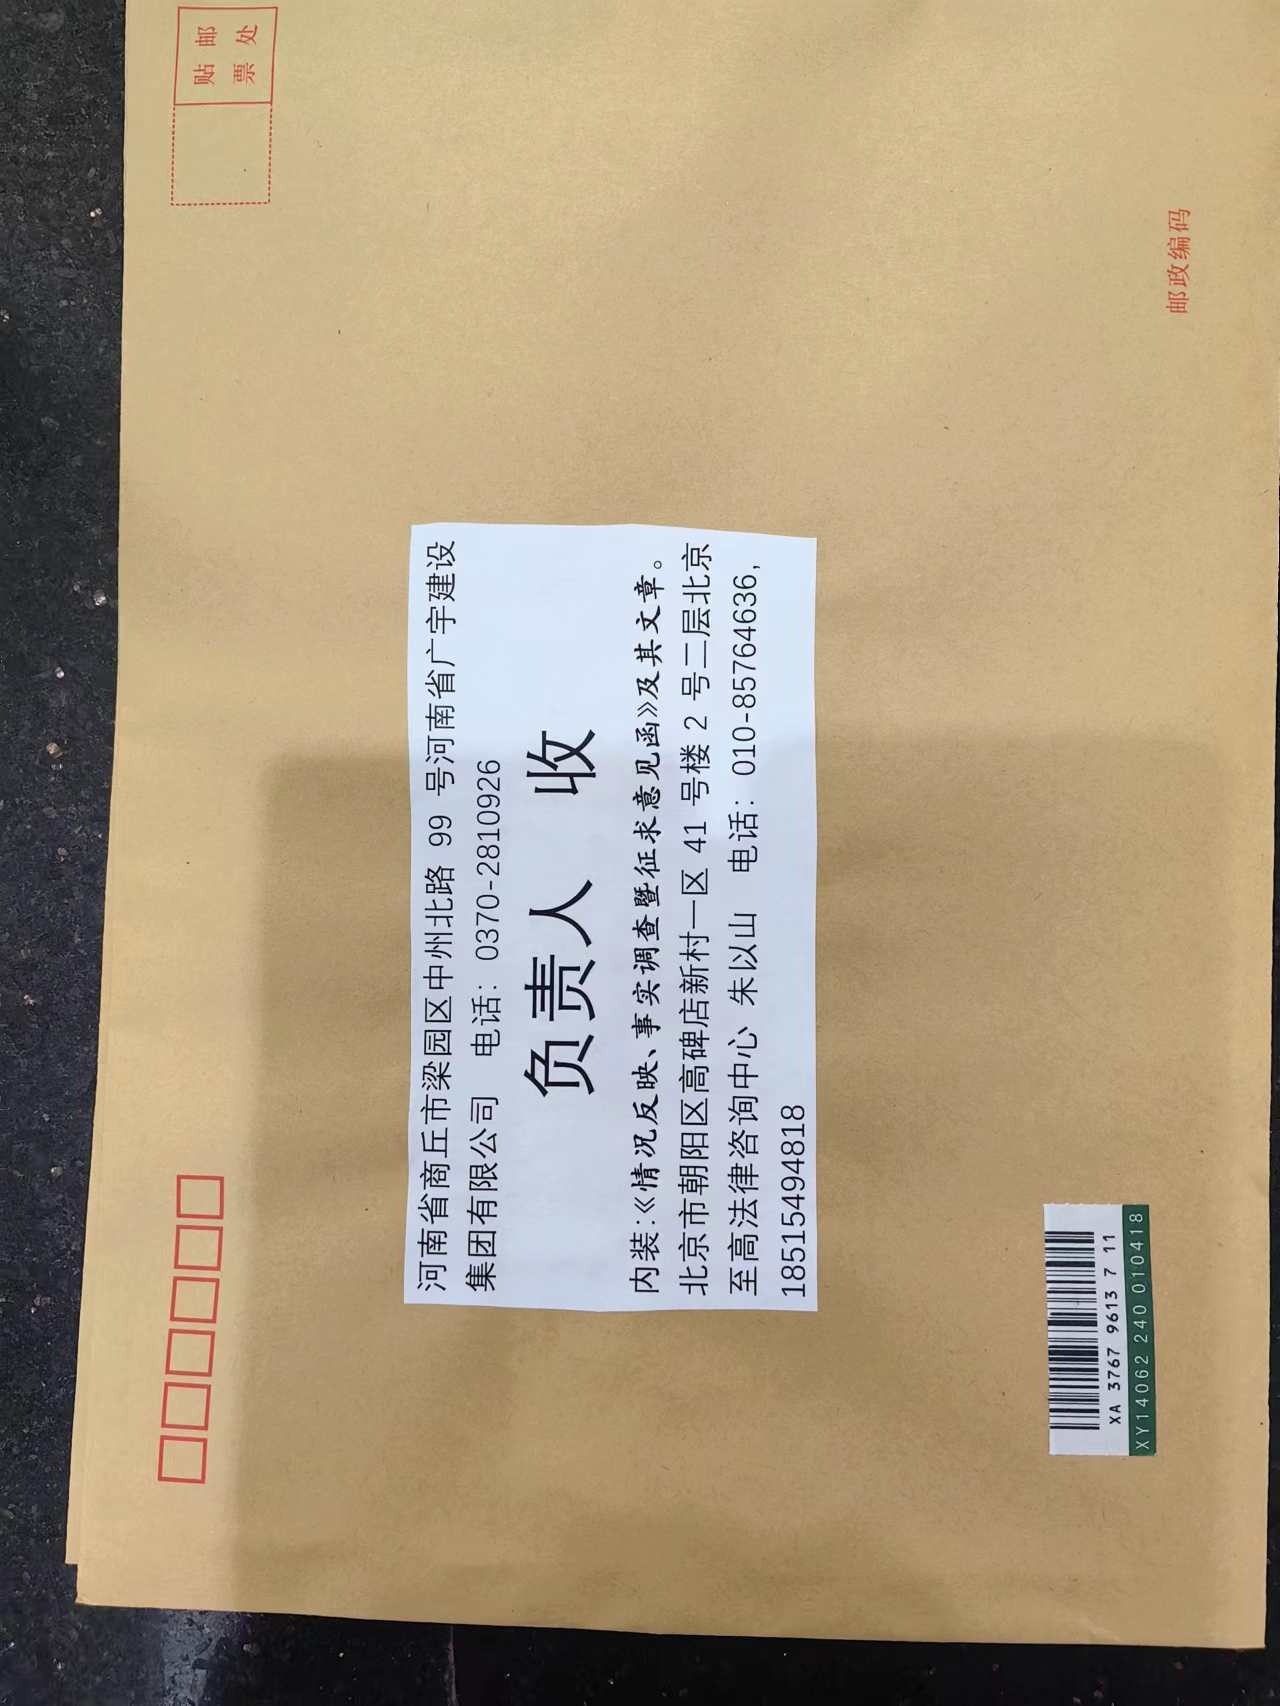 贴 邮
票 处
河南省商丘市梁园区中州北路 99 号河南省广宇建设
集团有限公司 电话：0370-2810926
负责人 收
内装：《情况反映、事实调查暨征求意见函》及其文章。
北京市朝阳区高碑店新村一区 41 号楼 2 号二层北京
至高法律咨询中心 朱以山 电话：010-85764636，
18515494818
XA 3767 9613 7 11
XY14062 240 010418
邮政编码